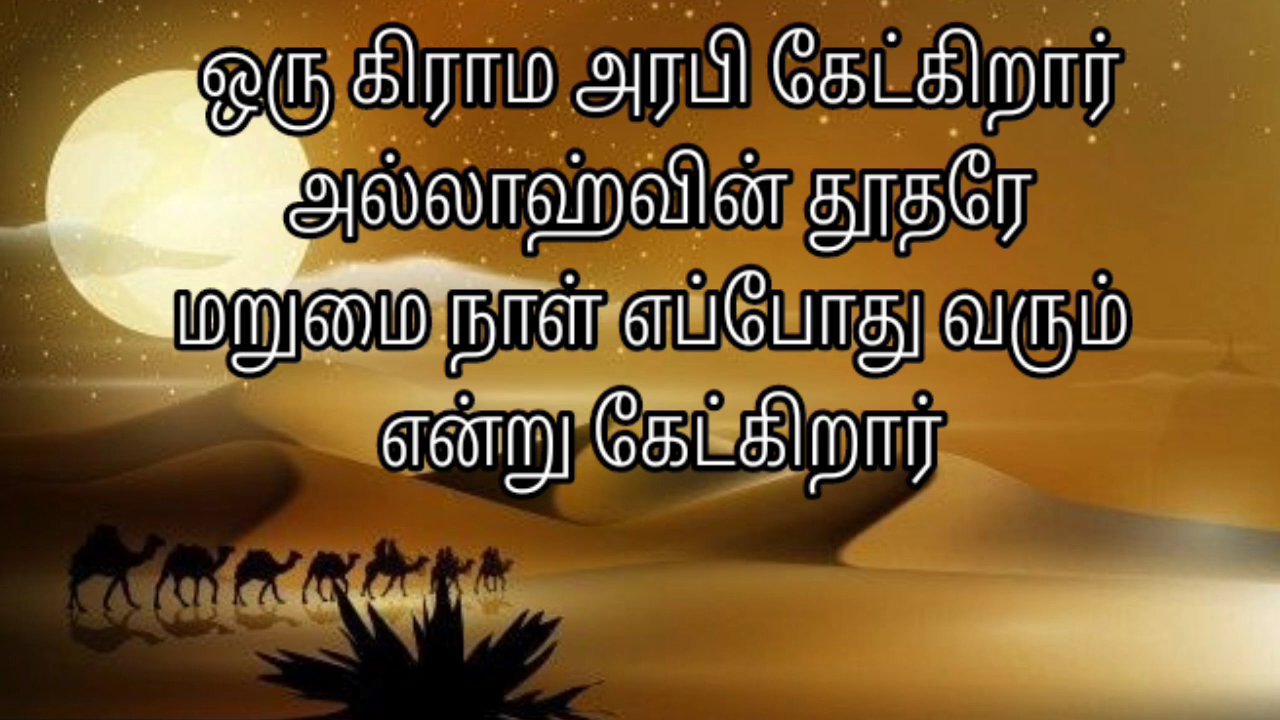 ஒரு கிராம அரபி கேட்கிறார்
அல்லாஹ்வின் தூதரே
மறுமை நாள் எப்போது வரும்
என்று கேட்கிறார்